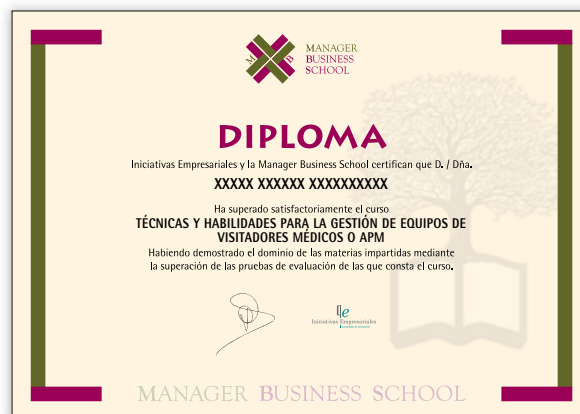 M B
MANAGER
BUSINESS
SCHOOL
DIPLOMA
Iniciativas Empresariales y la Manager Business School certifican que D. / Dña.
XXXXX XXXXXX XXXXXXXXXX
Ha superado satisfactoriamente el curso
TÉCNICAS Y HABILIDADES PARA LA GESTIÓN DE EQUIPOS DE
VISITADORES MÉDICOS O APM
Habiendo demostrado el dominio de las materias impartidas mediante
la superación de las pruebas de evaluación de las que consta el curso.
Iniciativas Empresariales
MANAGER BUSINESS SCHOOL